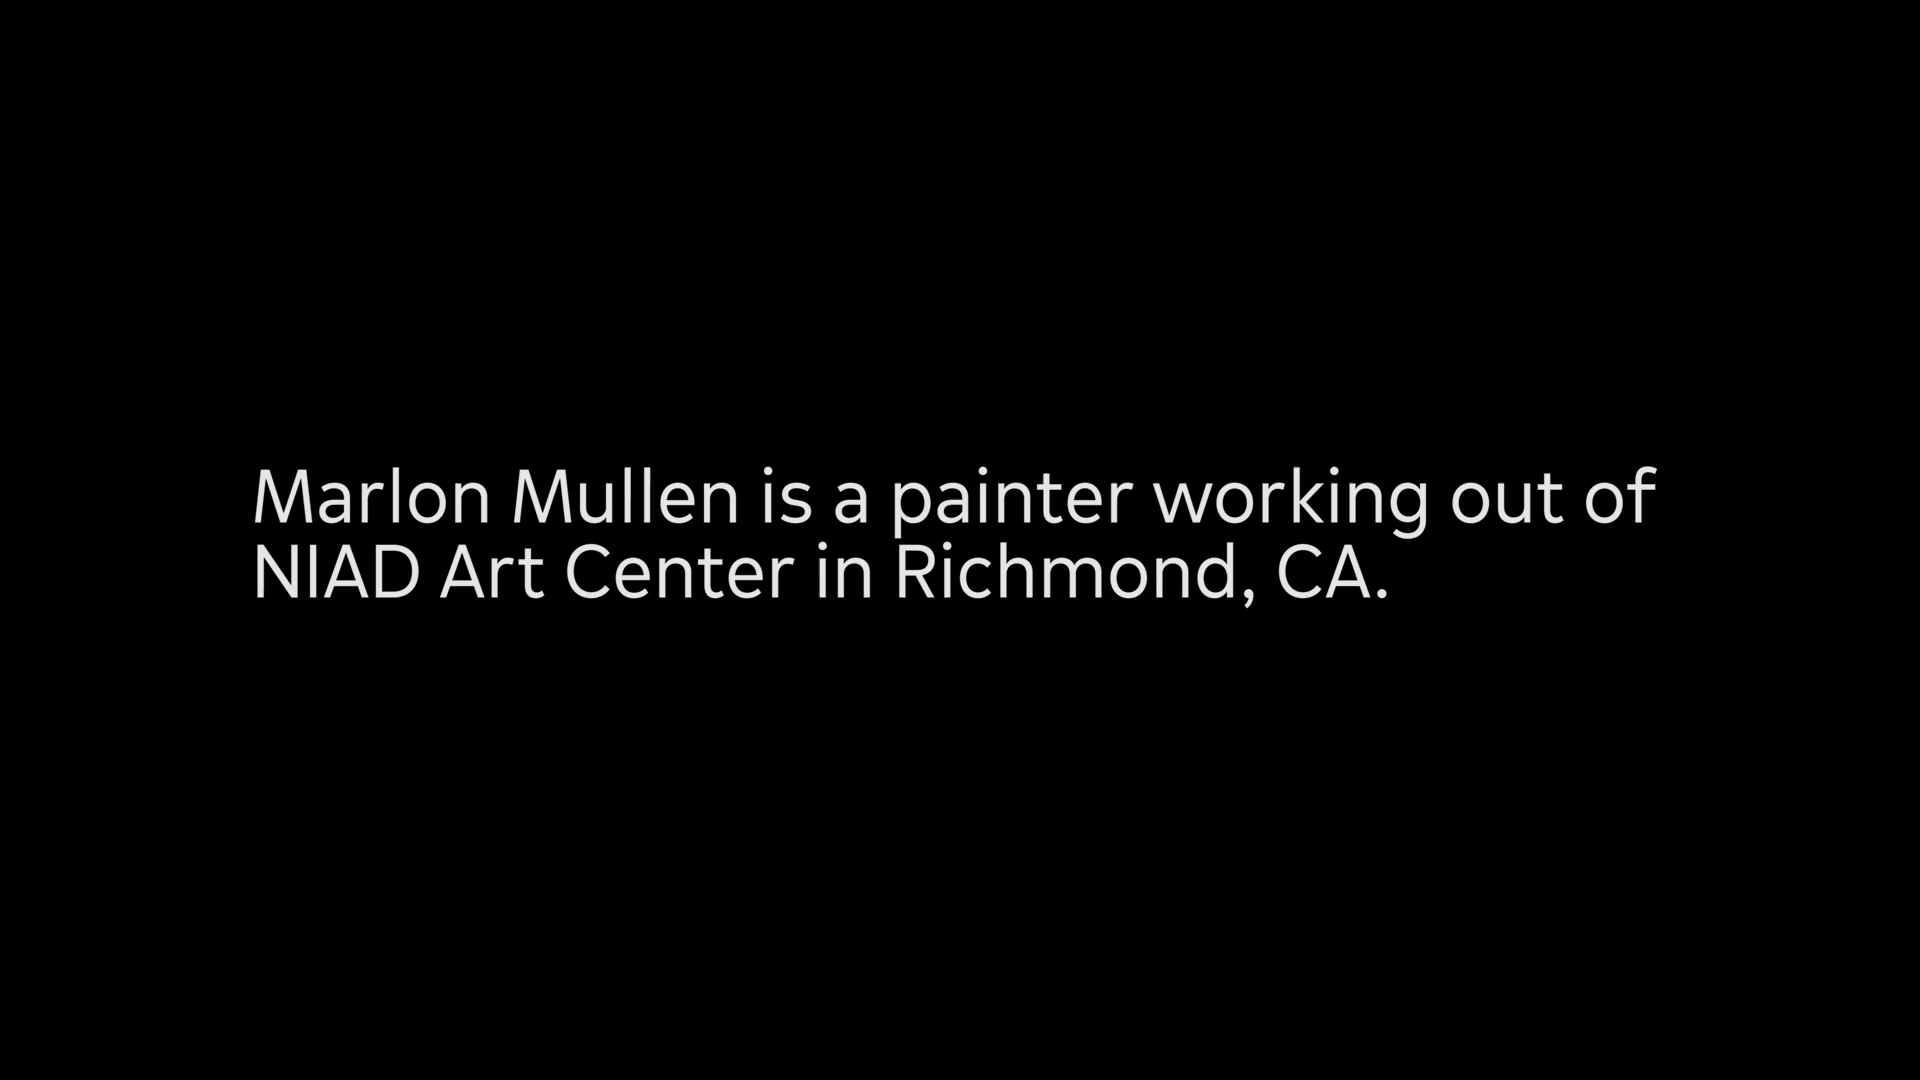 Marlon Mullen is a painter working out of
NIAD Art Center in Richmond, CA.